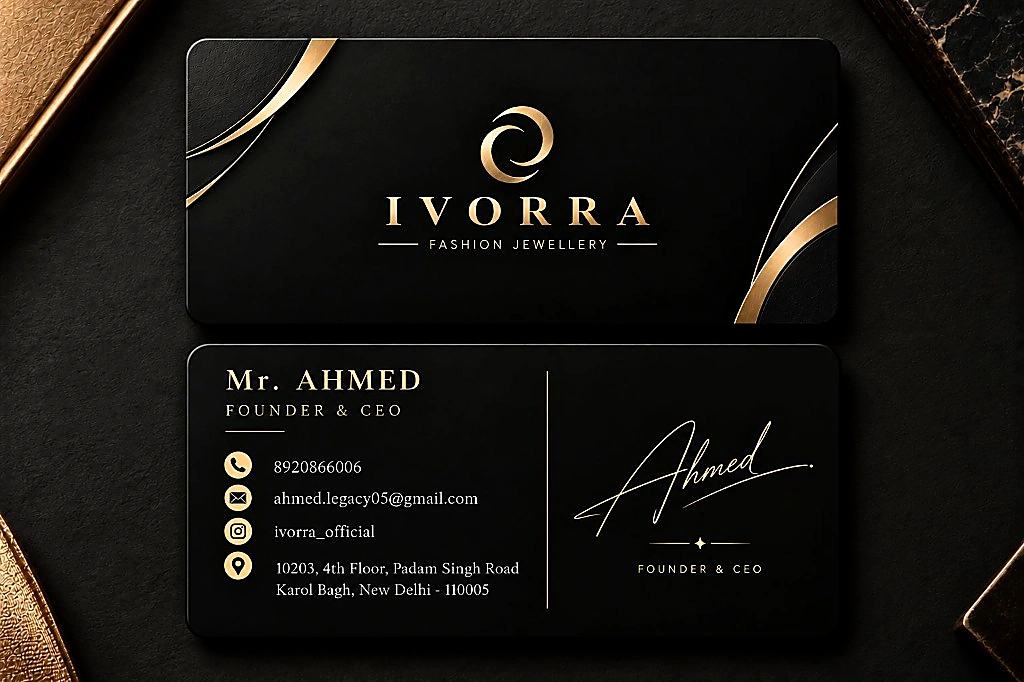 IVORRA
FASHION JEWELLERY
Mr. AHMED
FOUNDER & CEO
8920866006
ahmed.legacy05@gmail.com
ivorra_official
10203, 4th Floor, Padam Singh Road
Karol Bagh, New Delhi - 110005
Ahmed
FOUNDER & CEO